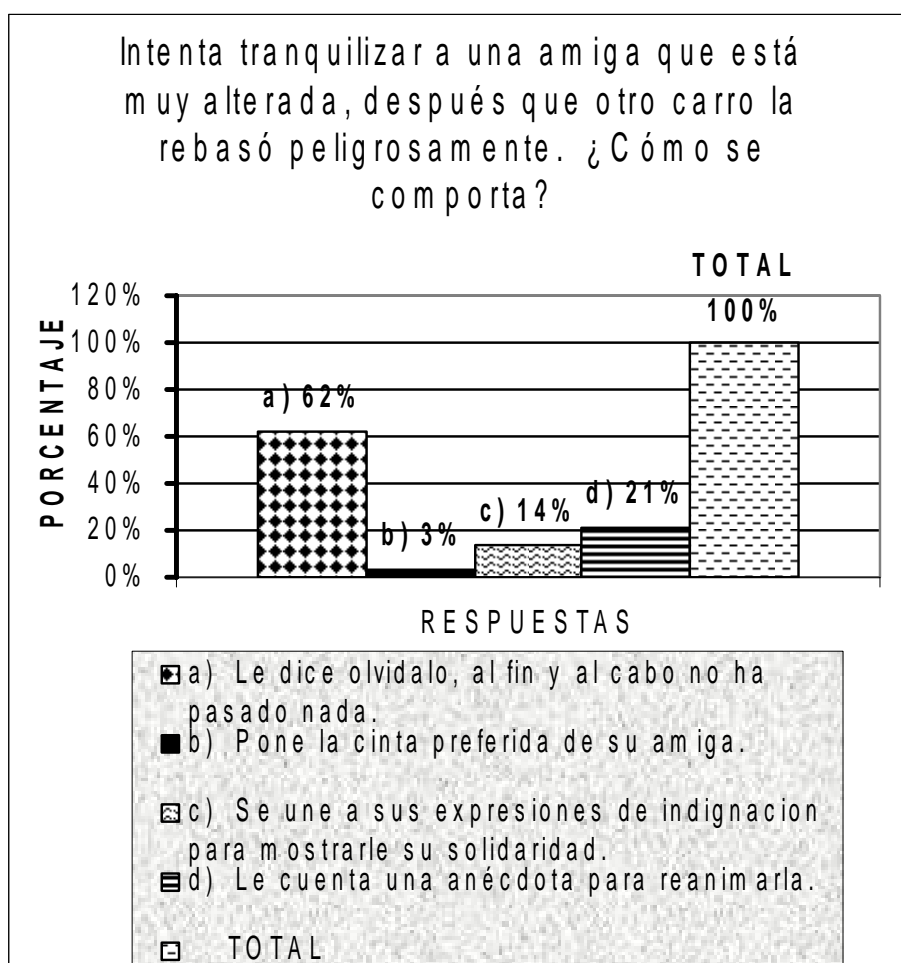 Intenta tranquilizar a una amiga que está
muy alterada, después que otro carro la
rebasó peligrosamente. ¿Cómo se
comporta?
TOTAL
120%
100%
100%
80%
a) 62%
60%
40%
d) 21%
c) 14%
20%
b) 3%
0%
PORCENTAJE
RESPUESTAS
a) Le dice olvidalo, al fin y al cabo no ha
pasado nada.
b) Pone la cinta preferida de su amiga.
c) Se une a sus expresiones de indignacion
para mostrarle su solidaridad.
d) Le cuenta una anécdota para reanimarla.
TOTAL